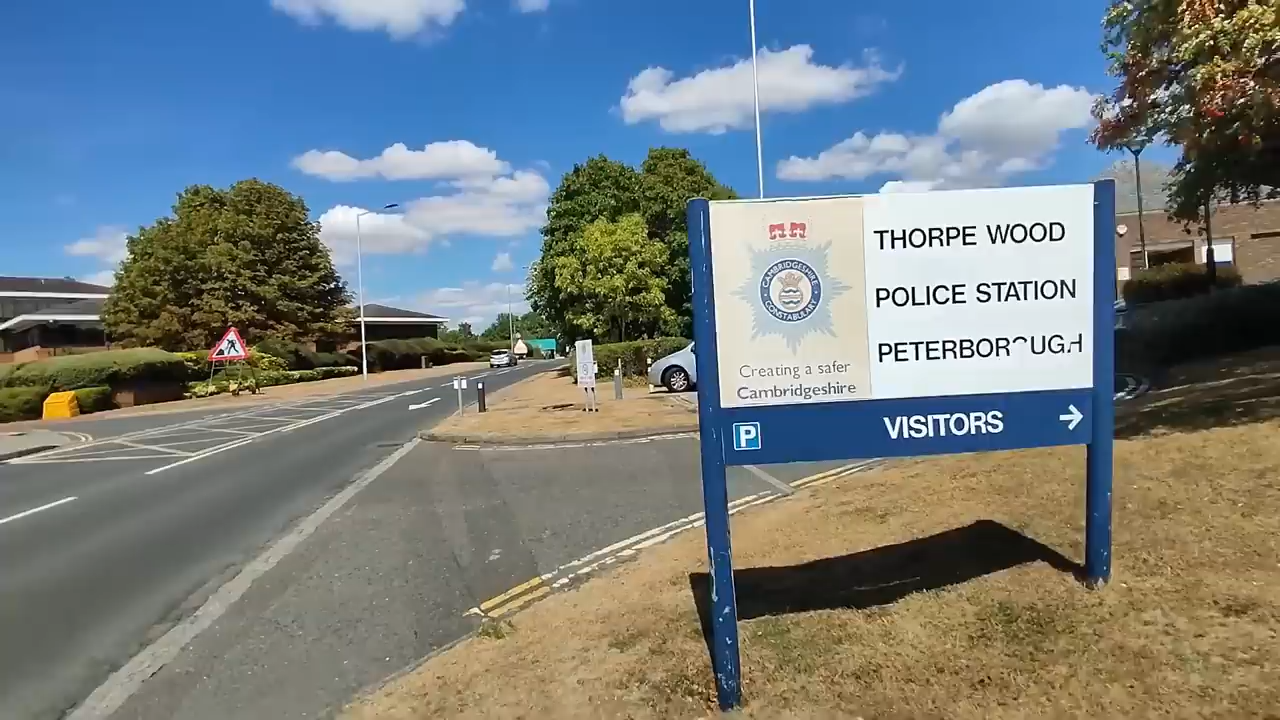 CAMBRIDGESHIRE
CONSTABULARY
Creating a safer
Cambridgeshire
THORPE WOOD
POLICE STATION
PETERBOROUGH
P
VISITORS